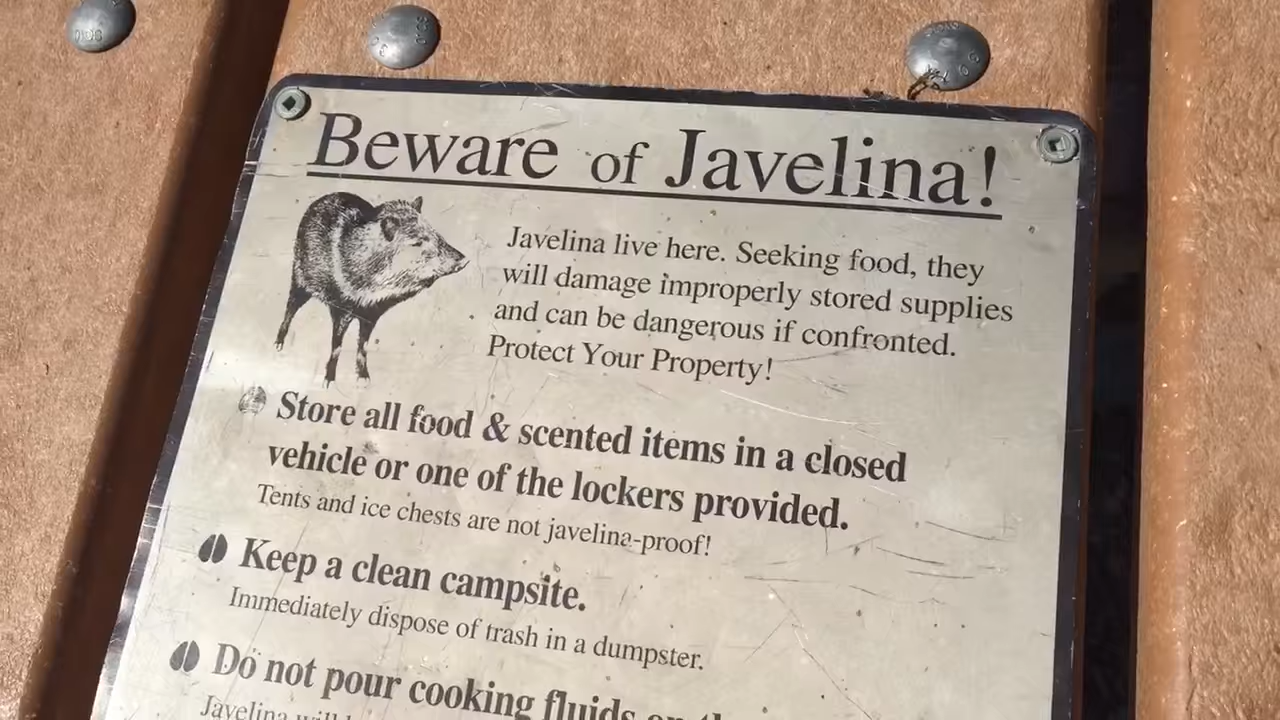 Beware of Javelina!
Javelina live here. Seeking food, they
will damage improperly stored supplies
and can be dangerous if confronted.
Protect Your Property!
Store all food & scented items in a closed
vehicle or one of the lockers provided.
Tents and ice chests are not javelina-proof!
Keep a clean campsite.
Immediately dispose of trash in a dumpster.
Do not pour cooking fluids on
Javelina will